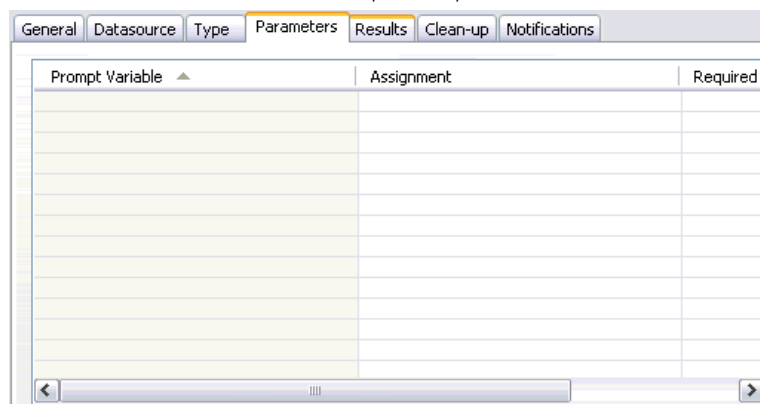 General Datasource Type Parameters Results Clean-up Notifications
Prompt Variable Assignment Required